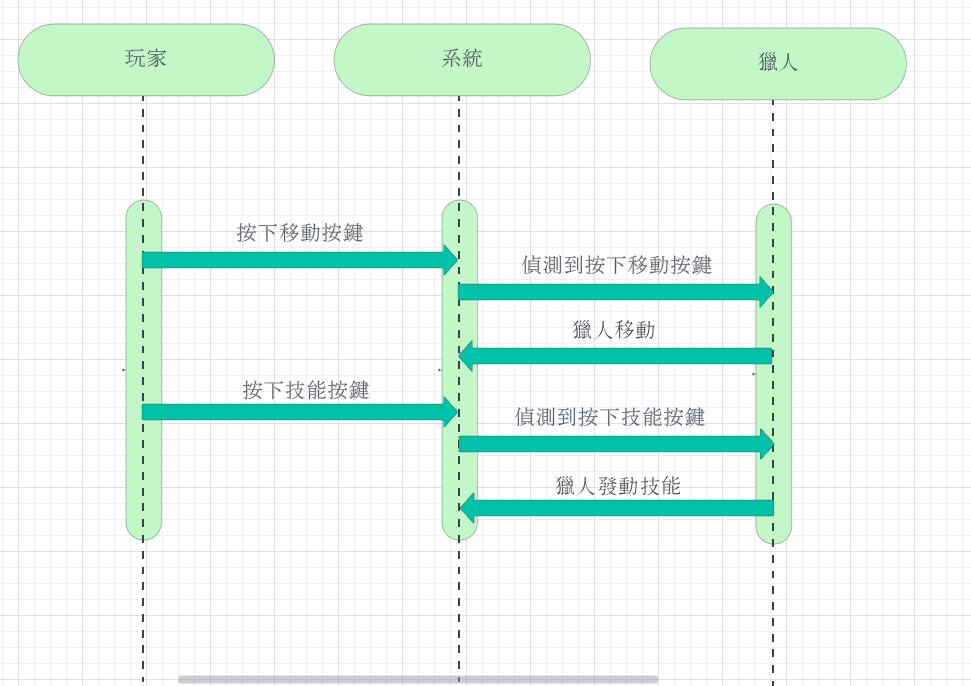 玩家
系統
獵人
按下移動按鍵
偵測到按下移動按鍵
獵人移動
按下技能按鍵
偵測到按下技能按鍵
獵人發動技能